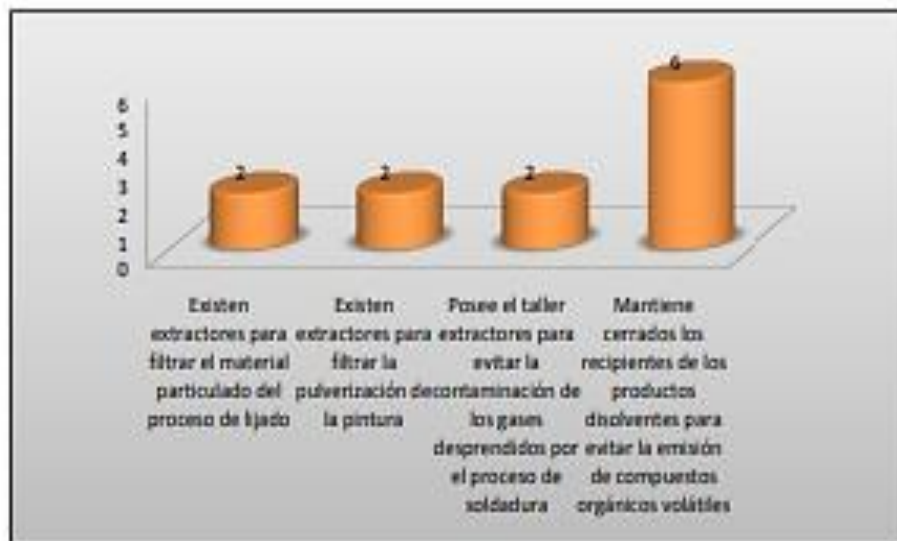 6
5
4
3
2
1
0
2
2
2
6
Existen
extractores para
filtrar el material
particulado del
proceso de lijado
Existen
extractores para
filtrar la
pulverización de
la pintura
Posee el taller
extractores para
evitar la
contaminación de
los gases
desprendidos por
el proceso de
soldadura
Mantiene
cerrados los
recipientes de los
productos
disolventes para
evitar la emisión
de compuestos
orgánicos volátiles